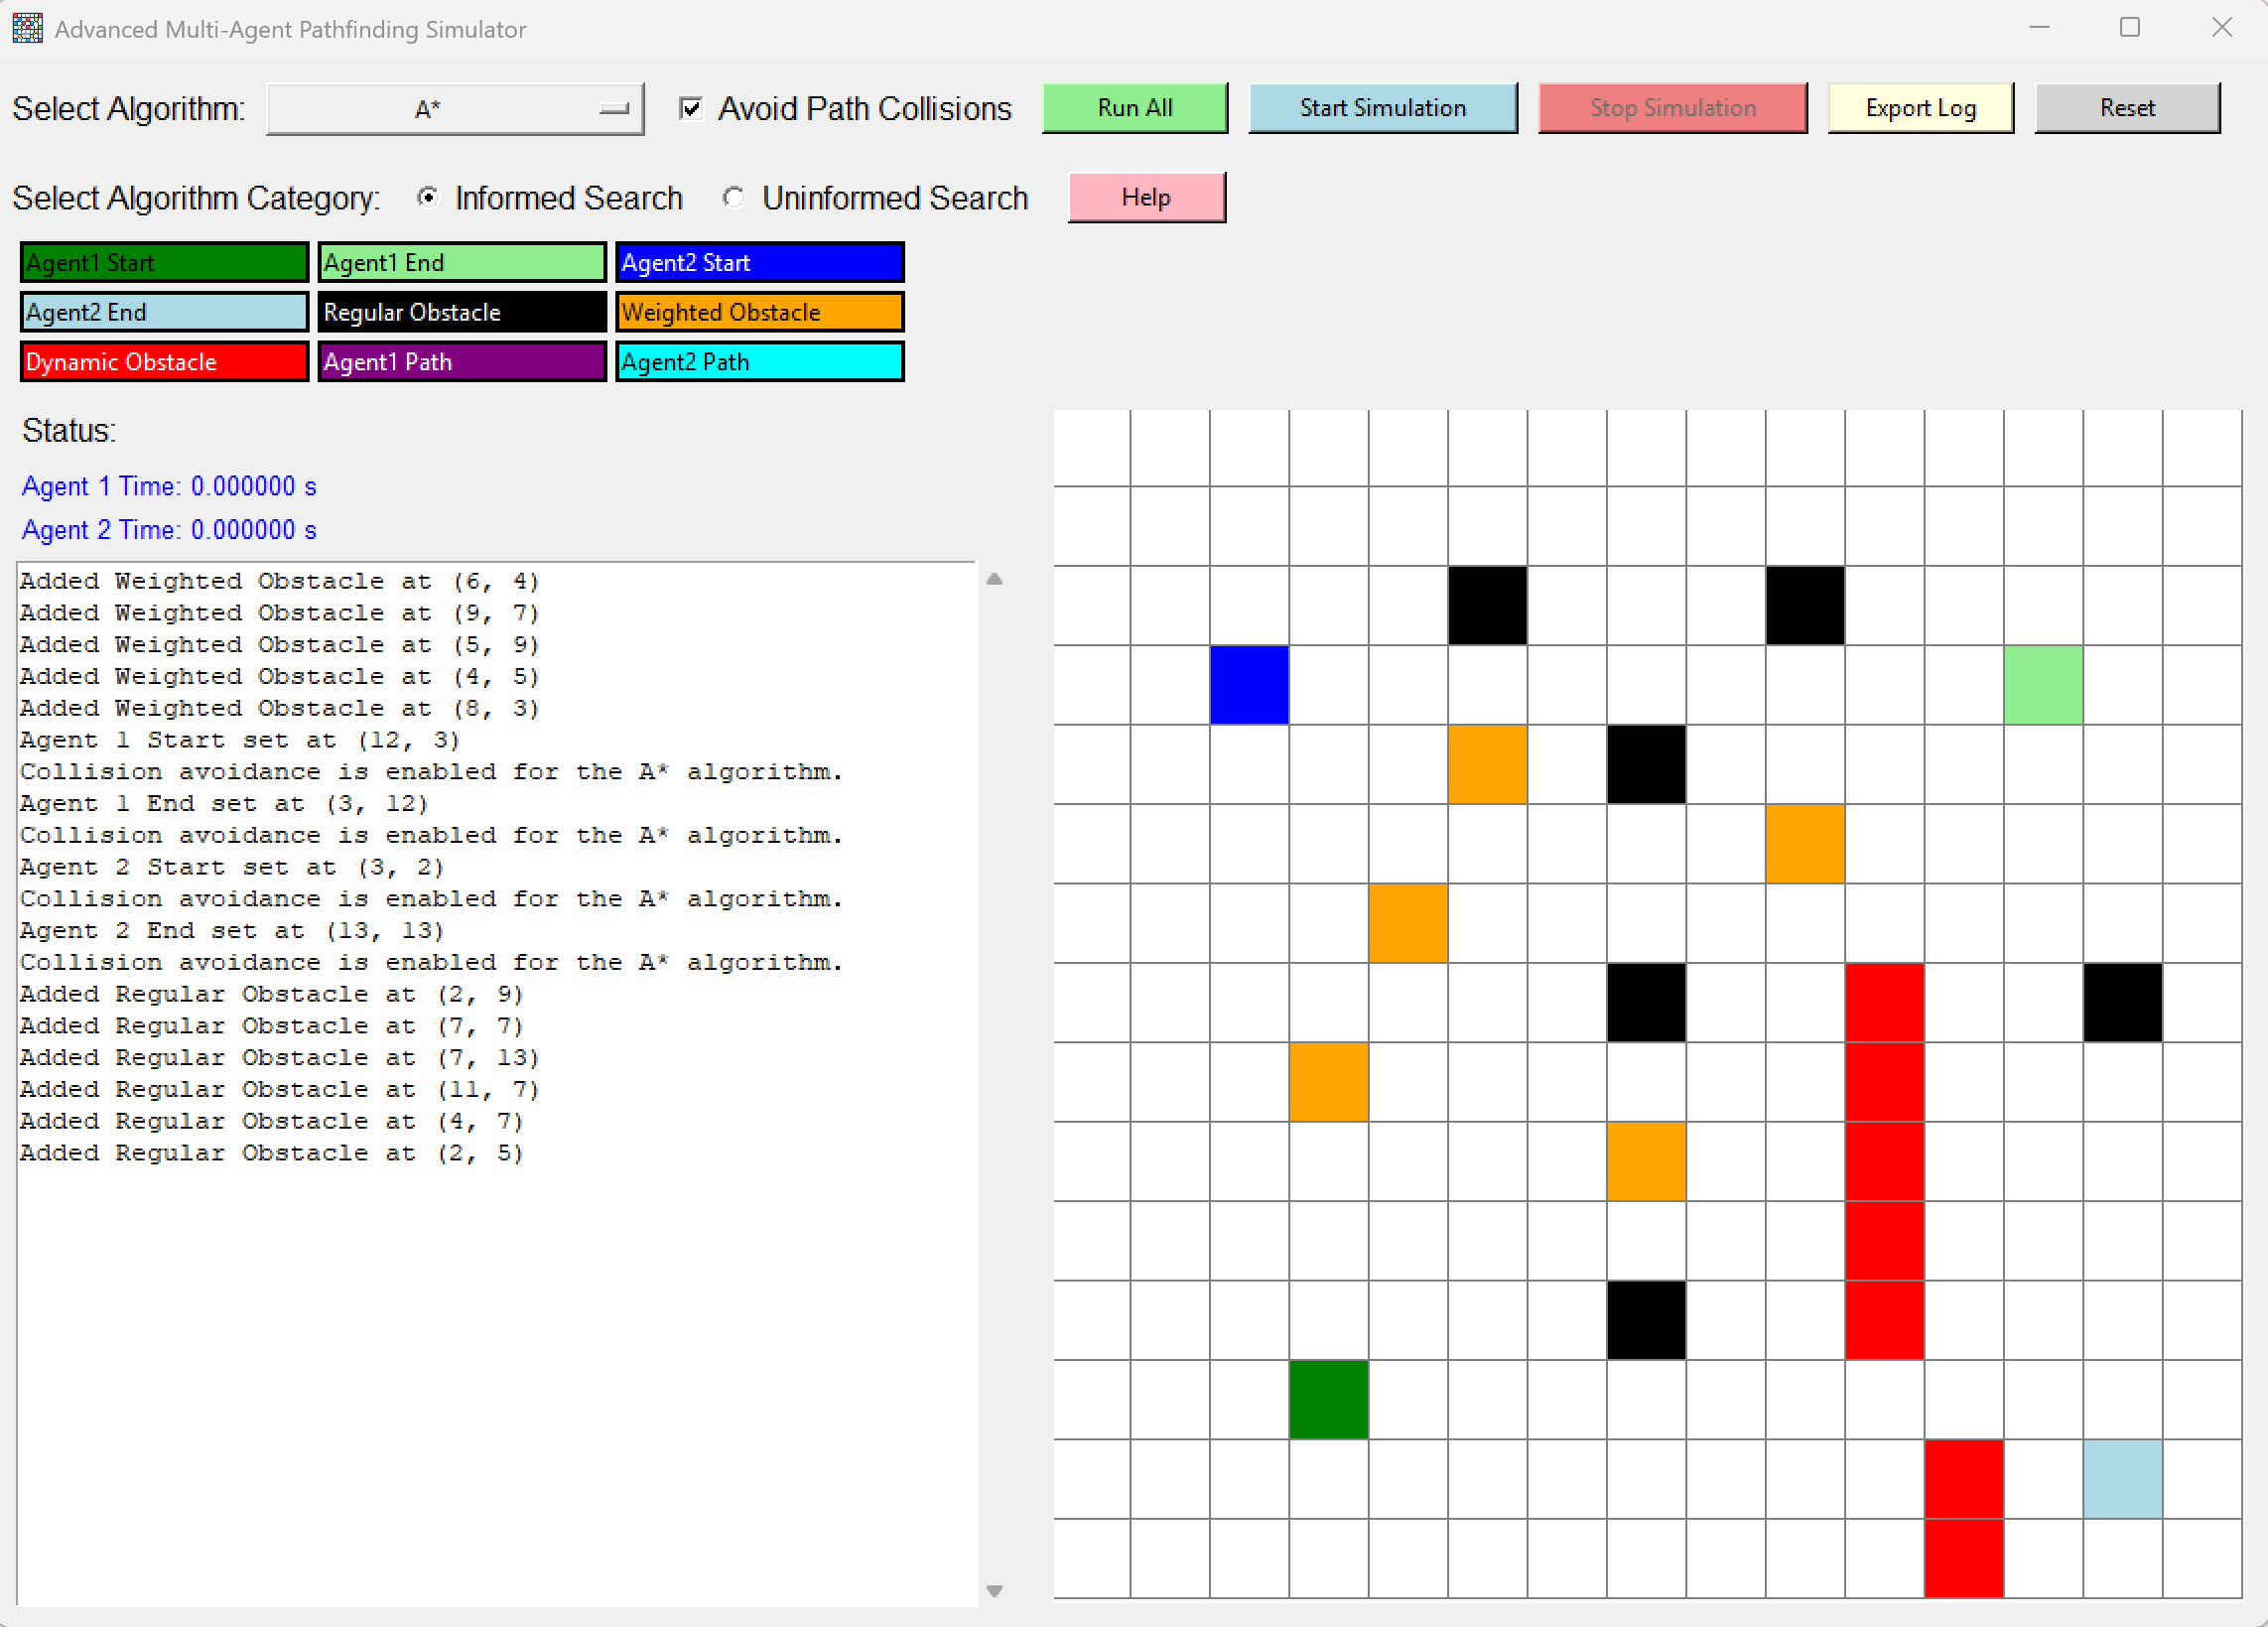 Advanced Multi-Agent Pathfinding Simulator
Select Algorithm: A* Avoid Path Collisions Run All Start Simulation Stop Simulation Export Log Reset
Select Algorithm Category: Informed Search Uninformed Search Help
Agent1 Start Agent1 End Agent2 Start
Agent2 End Regular Obstacle Weighted Obstacle
Dynamic Obstacle Agent1 Path Agent2 Path
Status:
Agent 1 Time: 0.000000 s
Agent 2 Time: 0.000000 s
Added Weighted Obstacle at (6, 4)
Added Weighted Obstacle at (9, 7)
Added Weighted Obstacle at (5, 9)
Added Weighted Obstacle at (4, 5)
Added Weighted Obstacle at (8, 3)
Agent 1 Start set at (12, 3)
Collision avoidance is enabled for the A* algorithm.
Agent 1 End set at (3, 12)
Collision avoidance is enabled for the A* algorithm.
Agent 2 Start set at (3, 2)
Collision avoidance is enabled for the A* algorithm.
Agent 2 End set at (13, 13)
Collision avoidance is enabled for the A* algorithm.
Added Regular Obstacle at (2, 9)
Added Regular Obstacle at (7, 7)
Added Regular Obstacle at (7, 13)
Added Regular Obstacle at (11, 7)
Added Regular Obstacle at (4, 7)
Added Regular Obstacle at (2, 5)